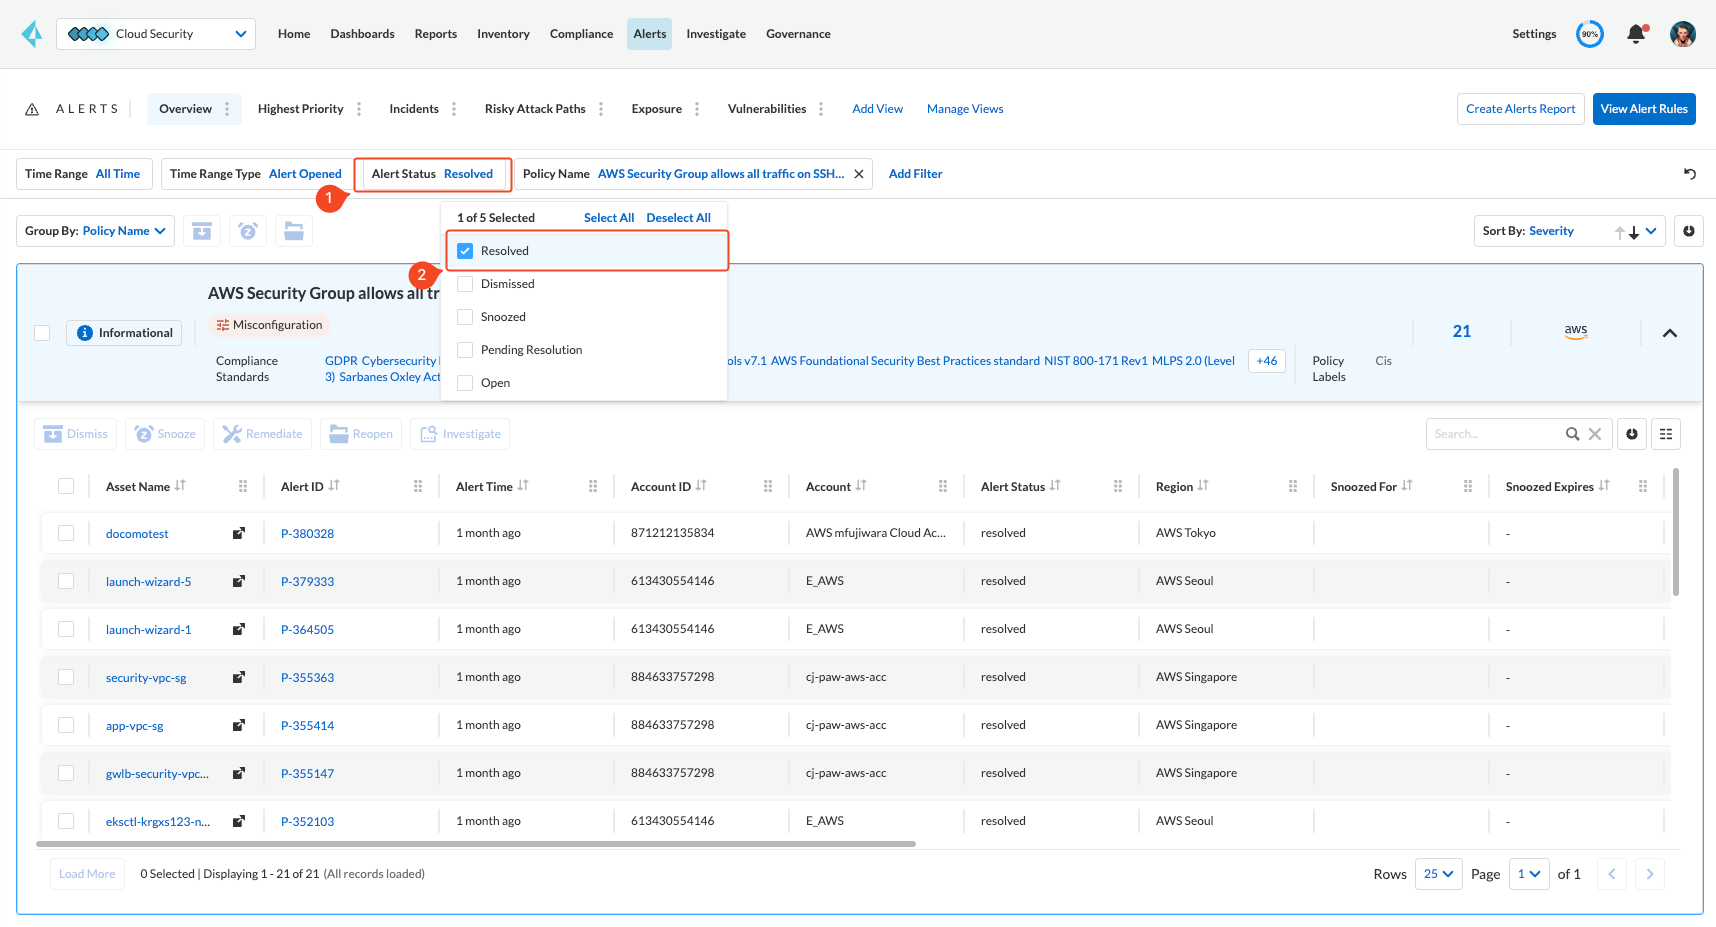 Cloud Security
Home Dashboards Reports Inventory Compliance Alerts Investigate Governance
Settings 90%
ALERTS Overview Highest Priority Incidents Risky Attack Paths Exposure Vulnerabilities Add View Manage Views Create Alerts Report View Alert Rules
Time Range All Time Time Range Type Alert Opened Alert Status Resolved Policy Name AWS Security Group allows all traffic on SSH... Add Filter
1
1 of 5 Selected Select All Deselect All
Group By: Policy Name Sort By: Severity
Resolved
2
Dismissed
Snoozed
Pending Resolution
Open
AWS Security Group allows all tr
Informational Misconfiguration 21 aws
Compliance Standards
GDPR Cybersecurity ols v7.1 AWS Foundational Security Best Practices standard NIST 800-171 Rev1 MLPS 2.0 (Level +46
3) Sarbanes Oxley Act
Policy Labels Cis
Dismiss Snooze Remediate Reopen Investigate Search...
Asset Name Alert ID Alert Time Account ID Account Alert Status Region Snoozed For Snoozed Expires
docomotest P-380328 1 month ago 871212135834 AWS mfujiwara Cloud Ac... resolved AWS Tokyo -
launch-wizard-5 P-379333 1 month ago 613430554146 E_AWS resolved AWS Seoul -
launch-wizard-1 P-364505 1 month ago 613430554146 E_AWS resolved AWS Seoul -
security-vpc-sg P-355363 1 month ago 884633757298 cj-paw-aws-acc resolved AWS Singapore -
app-vpc-sg P-355414 1 month ago 884633757298 cj-paw-aws-acc resolved AWS Singapore -
gwlb-security-vpc... P-355147 1 month ago 884633757298 cj-paw-aws-acc resolved AWS Singapore -
eksctl-krgxs123-n... P-352103 1 month ago 613430554146 E_AWS resolved AWS Seoul -
Load More 0 Selected | Displaying 1 - 21 of 21 (All records loaded) Rows 25 Page 1 of 1